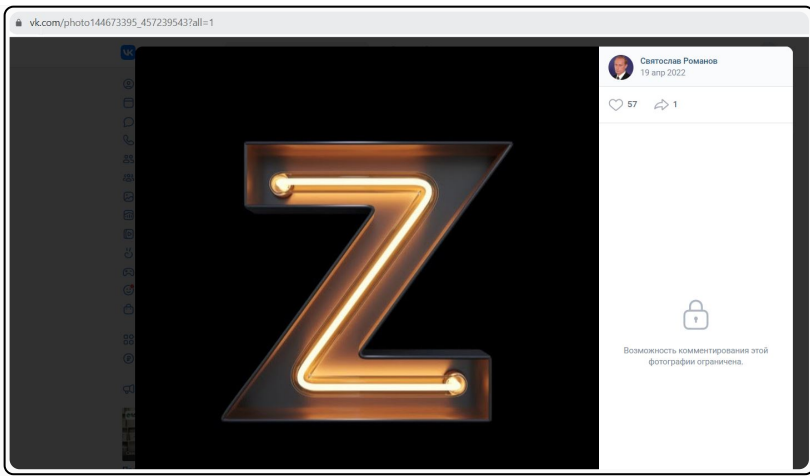 vk.com/photo144673395_457239543?all=1
Святослав Романов
19 апр 2022
57
1
Z
Возможность комментирования этой
фотографии ограничена.